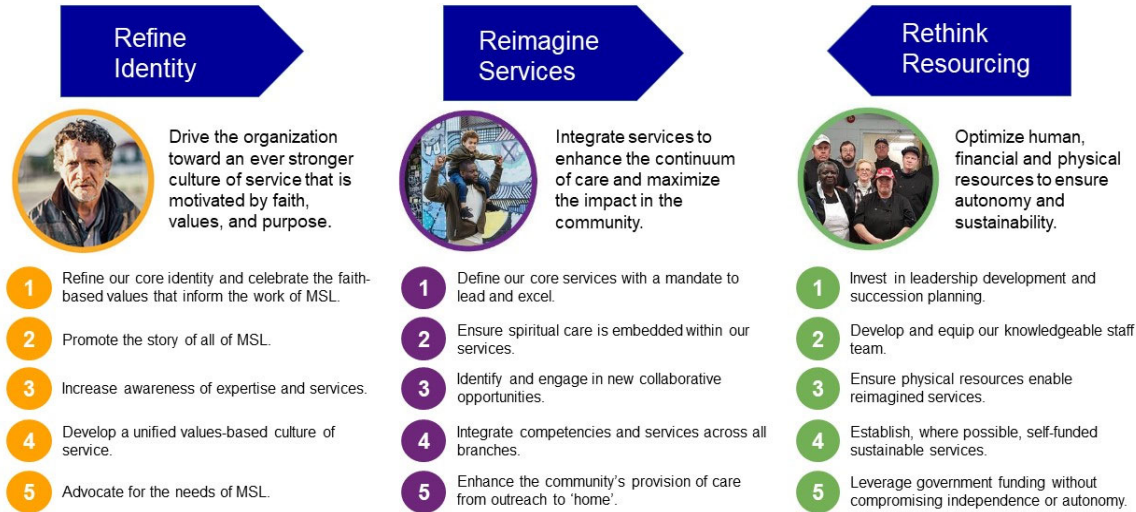 Refine
Identity
Drive the organization
toward an ever stronger
culture of service that is
motivated by faith,
values, and purpose.
1 Refine our core identity and celebrate the faith-
based values that inform the work of MSL.
2 Promote the story of all of MSL.
3 Increase awareness of expertise and services.
4 Develop a unified values-based culture of
service.
5 Advocate for the needs of MSL.
Reimagine
Services
Integrate services to
enhance the continuum
of care and maximize
the impact in the
community.
1 Define our core services with a mandate to
lead and excel.
2 Ensure spiritual care is embedded within our
services.
3 Identify and engage in new collaborative
opportunities.
4 Integrate competencies and services across all
branches.
5 Enhance the community’s provision of care
from outreach to ‘home’.
Rethink
Resourcing
Optimize human,
financial and physical
resources to ensure
autonomy and
sustainability.
1 Invest in leadership development and
succession planning.
2 Develop and equip our knowledgeable staff
team.
3 Ensure physical resources enable
reimagined services.
4 Establish, where possible, self-funded
sustainable services.
5 Leverage government funding without
compromising independence or autonomy.